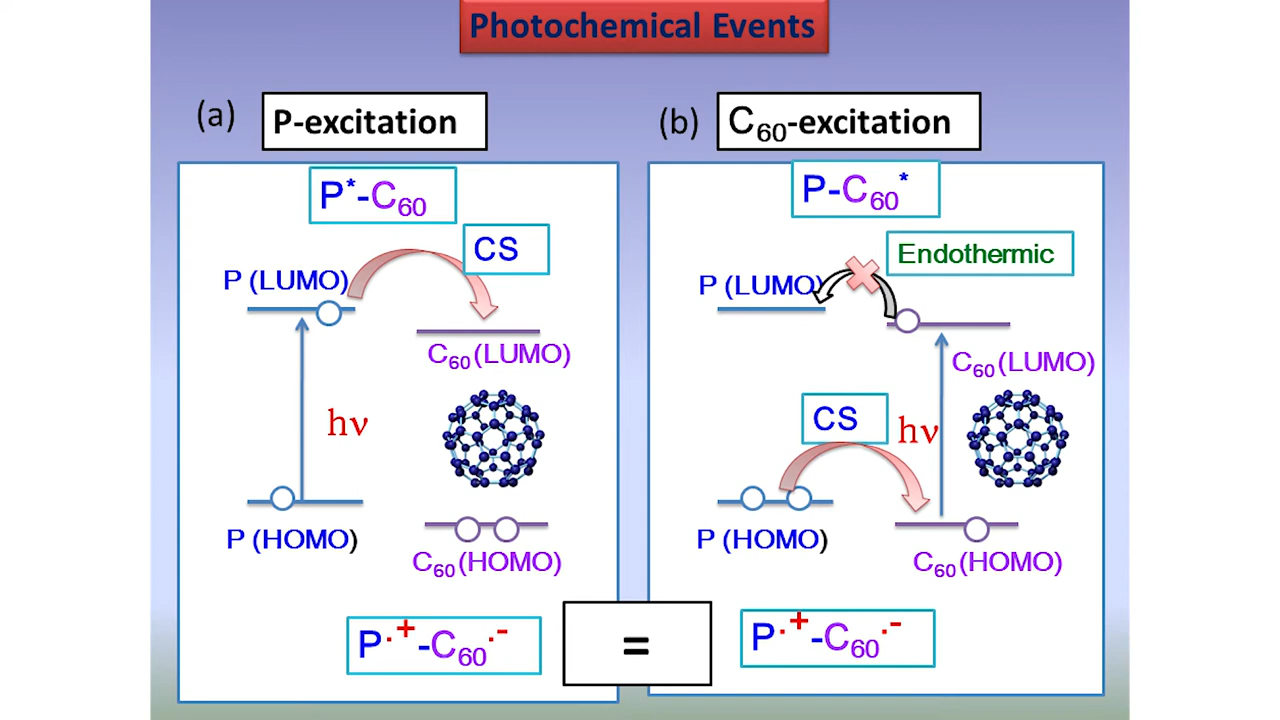 Photochemical Events
(a) P-excitation
P*-C₆₀
CS
P (LUMO)
C₆₀ (LUMO)
hν
P (HOMO)
C₆₀ (HOMO)
P·⁺-C₆₀·⁻
=
(b) C₆₀-excitation
P-C₆₀*
Endothermic
P (LUMO)
C₆₀ (LUMO)
CS
hν
P (HOMO)
C₆₀ (HOMO)
P·⁺-C₆₀·⁻